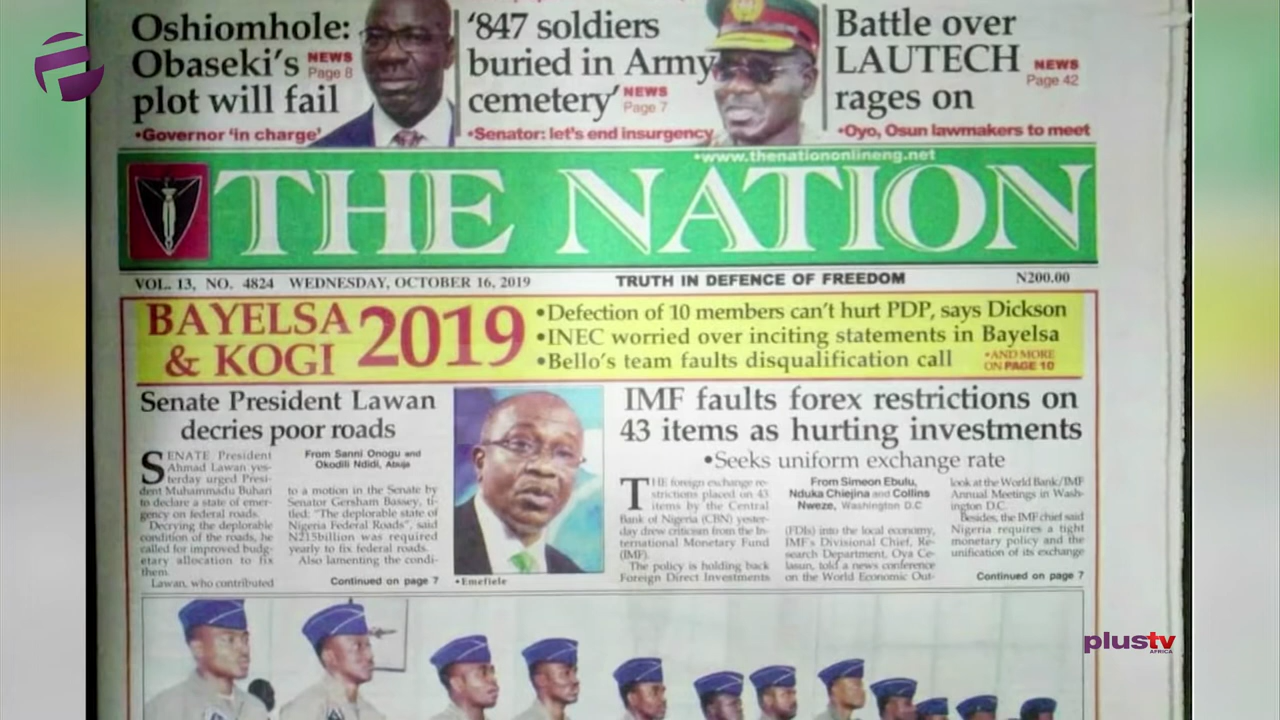 Oshiomhole:
Obaseki's
plot will fail
NEWS
Page 8
•Governor 'in charge'
'847 soldiers
buried in Army
cemetery'
NEWS
Page 7
•Senator: let's end insurgency
Battle over
LAUTECH
rages on
NEWS
Page 42
•Oyo, Osun lawmakers to meet
•www.thenationonlineng.net
THE NATION
VOL. 13, NO. 4824 WEDNESDAY, OCTOBER 16, 2019
TRUTH IN DEFENCE OF FREEDOM
N200.00
BAYELSA
& KOGI
2019
•Defection of 10 members can't hurt PDP, says Dickson
•INEC worried over inciting statements in Bayelsa
•Bello's team faults disqualification call
•AND MORE
ON PAGE 10
Senate President Lawan
decries poor roads
From Sanni Onogu and
Okodili Ndidi, Abuja
SENATE President
Ahmad Lawan yes-
terday urged Presi-
dent Muhammadu Buhari
to declare a state of emer-
gency on federal roads.
Decrying the deplorable
condition of the roads, he
called for improved budg-
etary allocation to fix
them.
Lawan, who contributed
to a motion in the Senate by
Senator Gersham Bassey, ti-
tled: "The deplorable state of
Nigeria Federal Roads", said
N215billion was required
yearly to fix federal roads.
Also lamenting the condi-
Continued on page 7
•Emefiele
IMF faults forex restrictions on
43 items as hurting investments
•Seeks uniform exchange rate
From Simeon Ebulu,
Nduka Chiejina and Collins
Nweze, Washington D.C
THE foreign exchange re-
strictions placed on 43
items by the Central
Bank of Nigeria (CBN) yester-
day drew criticism from the In-
ternational Monetary Fund
(IMF).
The policy is holding back
Foreign Direct Investments
(FDIs) into the local economy,
IMF's Divisional Chief, Re-
search Department, Oya Ce-
lasun, told a news conference
on the World Economic Out-
look at the World Bank/IMF
Annual Meetings in Wash-
ington D.C.
Besides, the IMF chief said
Nigeria requires a tight
monetary policy and the
unification of its exchange
Continued on page 7
plustv
AFRICA